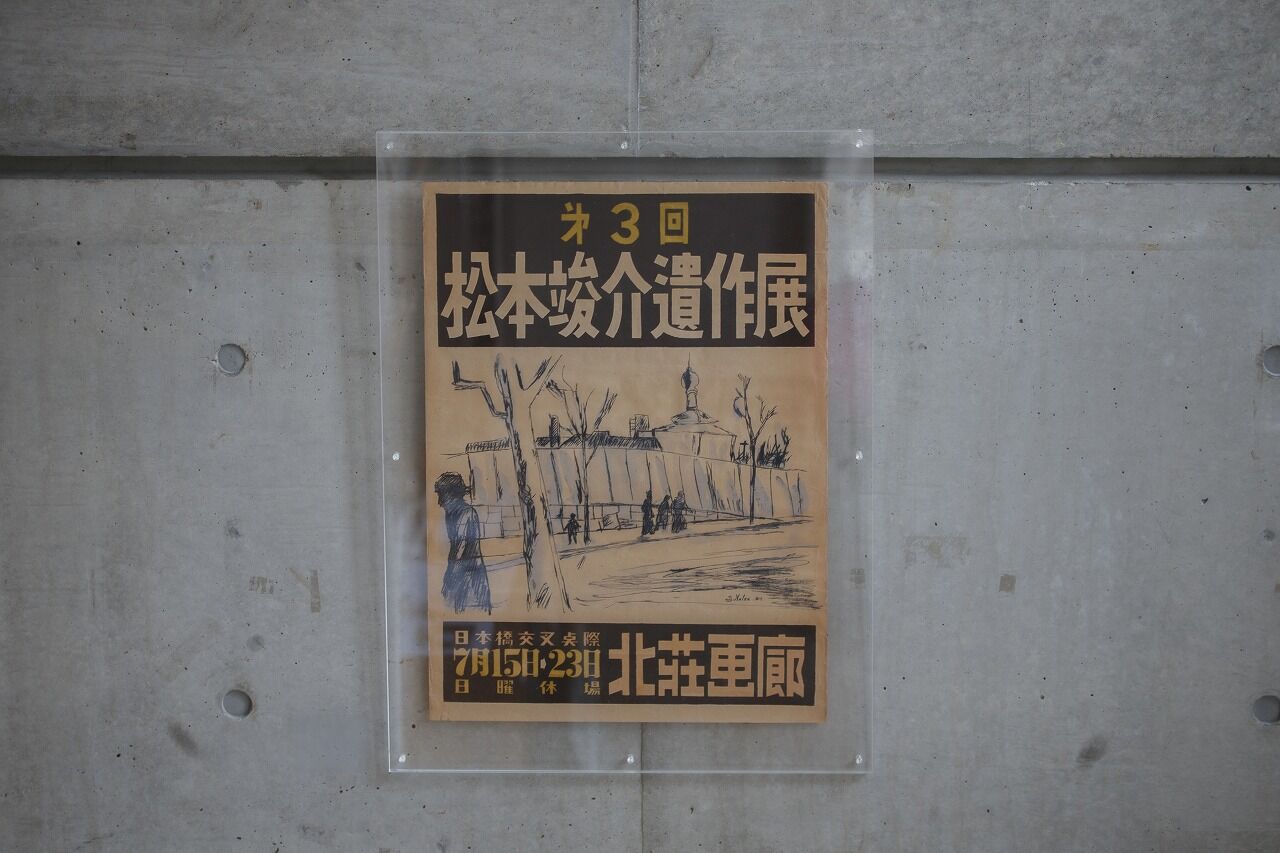 第3回
松本竣介遺作展
日本橋交叉点際
7月15日・23日
日曜休場
北荘画廊